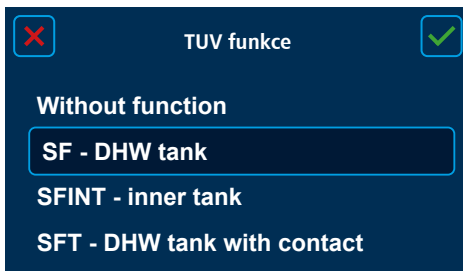 TUV funkce
Without function
SF - DHW tank
SFINT - inner tank
SFT - DHW tank with contact